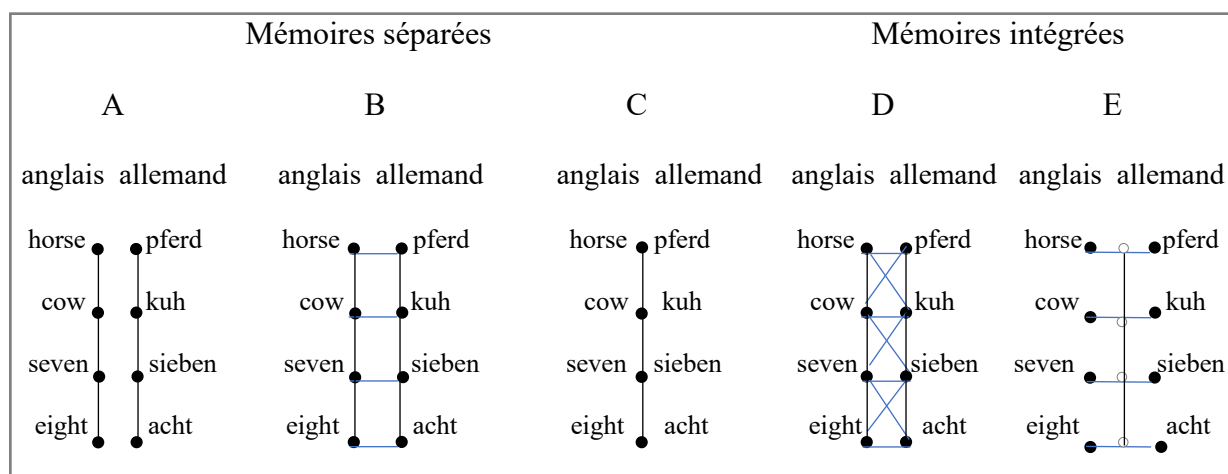 Mémoires séparées Mémoires intégrées
A B C D E
anglais allemand anglais allemand anglais allemand anglais allemand anglais allemand
horse pferd horse pferd horse pferd horse pferd horse pferd
cow kuh cow kuh cow kuh cow kuh cow kuh
seven sieben seven sieben seven sieben seven sieben seven sieben
eight acht eight acht eight acht eight acht eight acht